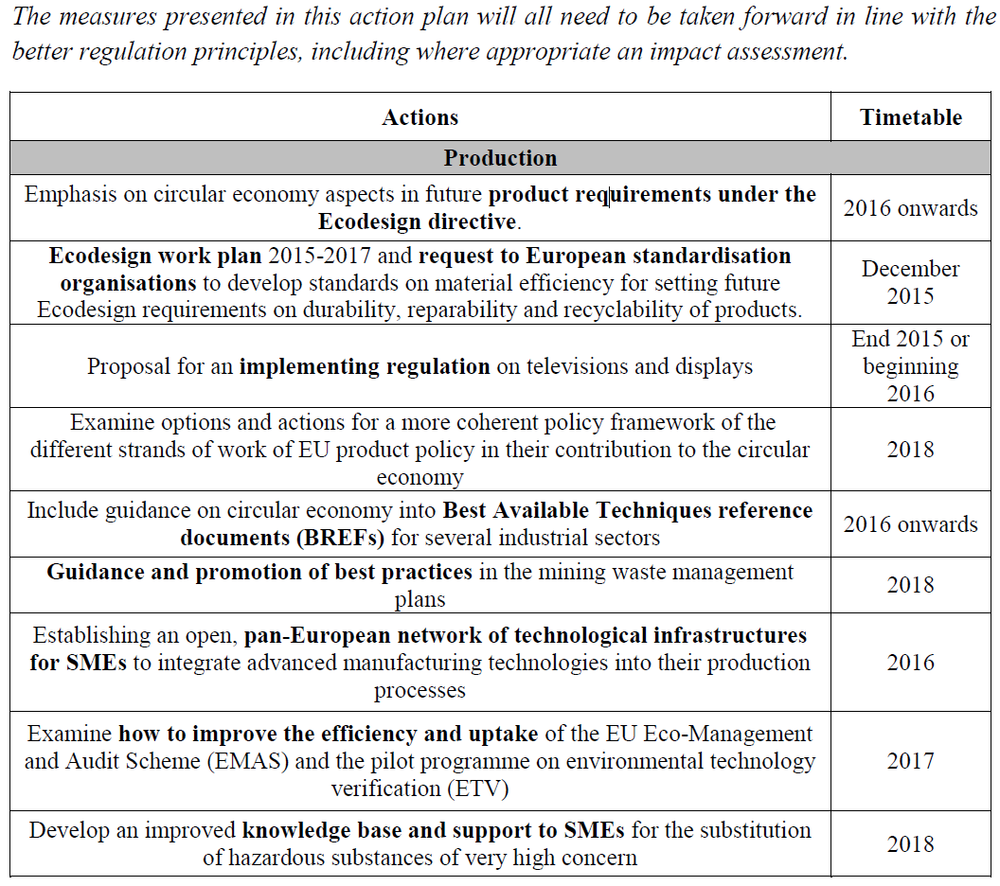 The measures presented in this action plan will all need to be taken forward in line with the
better regulation principles, including where appropriate an impact assessment.
Actions
Timetable
Production
Emphasis on circular economy aspects in future product requirements under the
Ecodesign directive.
2016 onwards
Ecodesign work plan 2015-2017 and request to European standardisation
organisations to develop standards on material efficiency for setting future
Ecodesign requirements on durability, reparability and recyclability of products.
December
2015
Proposal for an implementing regulation on televisions and displays
End 2015 or
beginning
2016
Examine options and actions for a more coherent policy framework of the
different strands of work of EU product policy in their contribution to the circular
economy
2018
Include guidance on circular economy into Best Available Techniques reference
documents (BREFs) for several industrial sectors
2016 onwards
Guidance and promotion of best practices in the mining waste management
plans
2018
Establishing an open, pan-European network of technological infrastructures
for SMEs to integrate advanced manufacturing technologies into their production
processes
2016
Examine how to improve the efficiency and uptake of the EU Eco-Management
and Audit Scheme (EMAS) and the pilot programme on environmental technology
verification (ETV)
2017
Develop an improved knowledge base and support to SMEs for the substitution
of hazardous substances of very high concern
2018